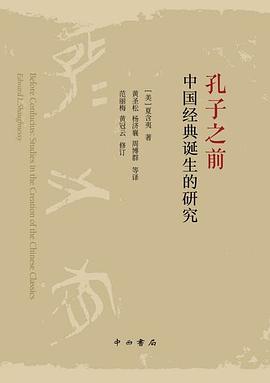 孔子之前
中国经典诞生的研究
[美] 夏含夷 著
黄圣松 杨济襄 周博群 等译
范丽梅 黄冠云 修订
Before Confucius: Studies in the Creation of the Chinese Classics
Edward L. Shaughnessy
中西書局